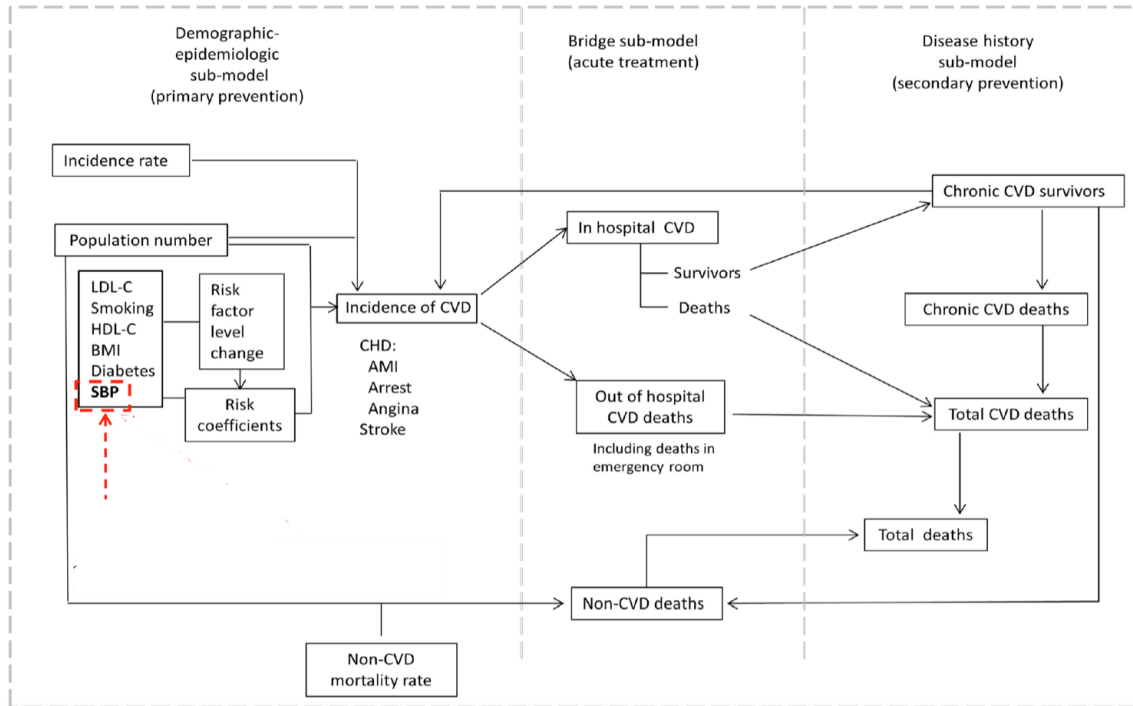 Demographic-
epidemiologic
sub-model
(primary prevention)
Bridge sub-model
(acute treatment)
Disease history
sub-model
(secondary prevention)
Incidence rate
Population number
LDL-C
Smoking
HDL-C
BMI
Diabetes
SBP
Risk
factor
level
change
Risk
coefficients
Incidence of CVD
CHD:
AMI
Arrest
Angina
Stroke
In hospital CVD
Survivors
Deaths
Out of hospital
CVD deaths
Including deaths in
emergency room
Chronic CVD survivors
Chronic CVD deaths
Total CVD deaths
Total deaths
Non-CVD deaths
Non-CVD
mortality rate